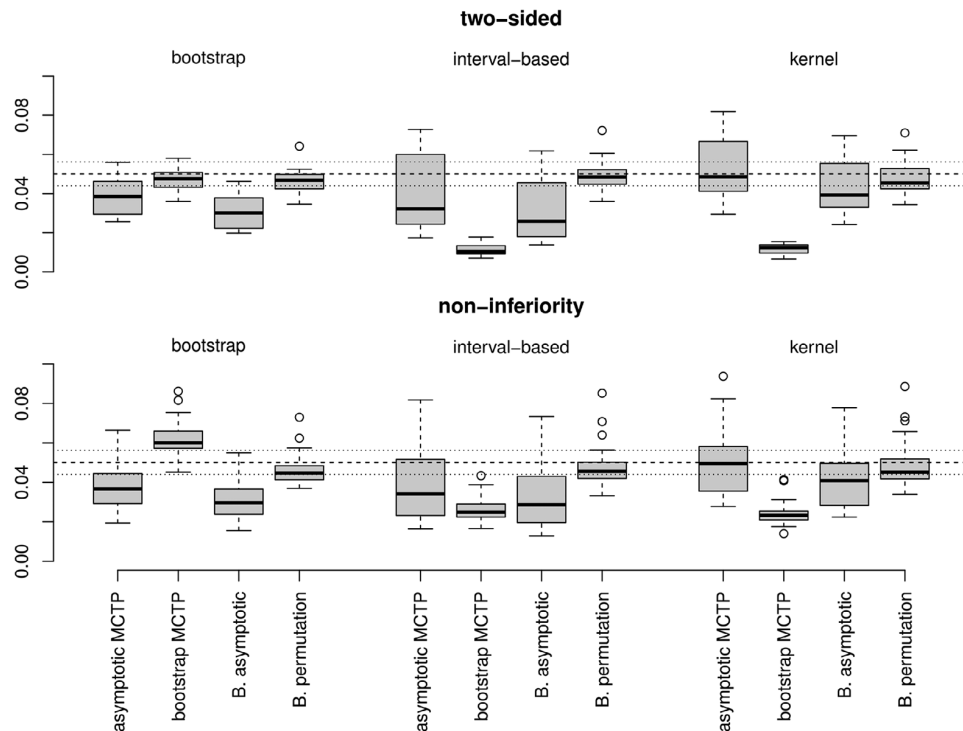 two−sided
bootstrap interval−based kernel
0.08
0.04
0.00
non−inferiority
bootstrap interval−based kernel
0.08
0.04
0.00
asymptotic MCTP
bootstrap MCTP
B. asymptotic
B. permutation
asymptotic MCTP
bootstrap MCTP
B. asymptotic
B. permutation
asymptotic MCTP
bootstrap MCTP
B. asymptotic
B. permutation